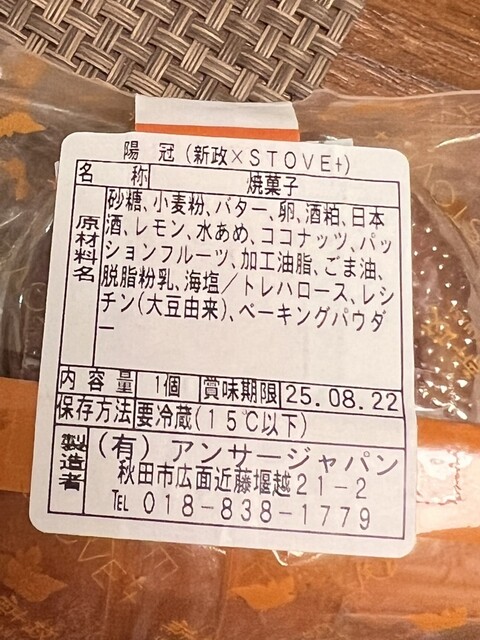 陽冠(新政×STOVE+)
名称 焼菓子
原材料名 砂糖、小麦粉、バター、卵、酒粕、日本
酒、レモン、水あめ、ココナッツ、パッ
ションフルーツ、加工油脂、ごま油、
脱脂粉乳、海塩/トレハロース、レシ
チン(大豆由来)、ベーキングパウダ
ー
内容量 1個 賞味期限 25.08.22
保存方法 要冷蔵(15℃以下)
製造者 (有)アンサージャパン
秋田市広面近藤堰越21-2
TEL 018-838-1779